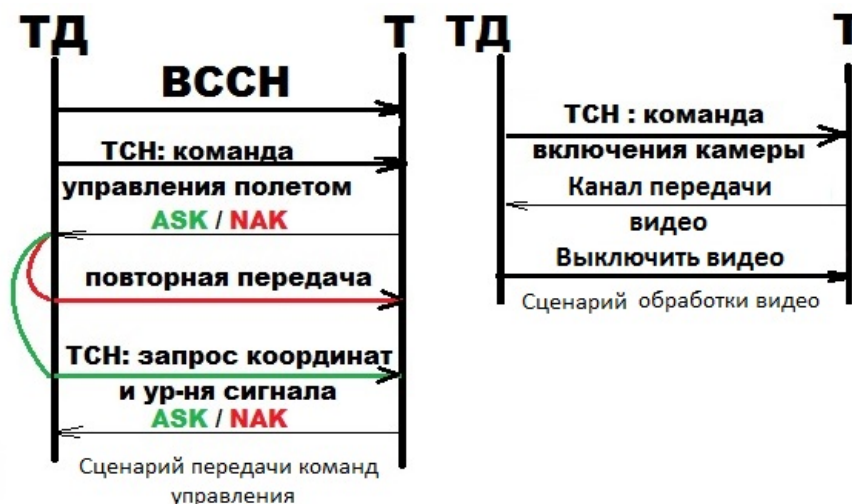 ТД
Т
ВССН
ТСН: команда
управления полетом
ASK / NAK
повторная передача
ТСН: запрос координат
и ур-ня сигнала
ASK / NAK
Сценарий передачи команд
управления
ТД
Т
ТСН : команда
включения камеры
Канал передачи
видео
Выключить видео
Сценарий обработки видео